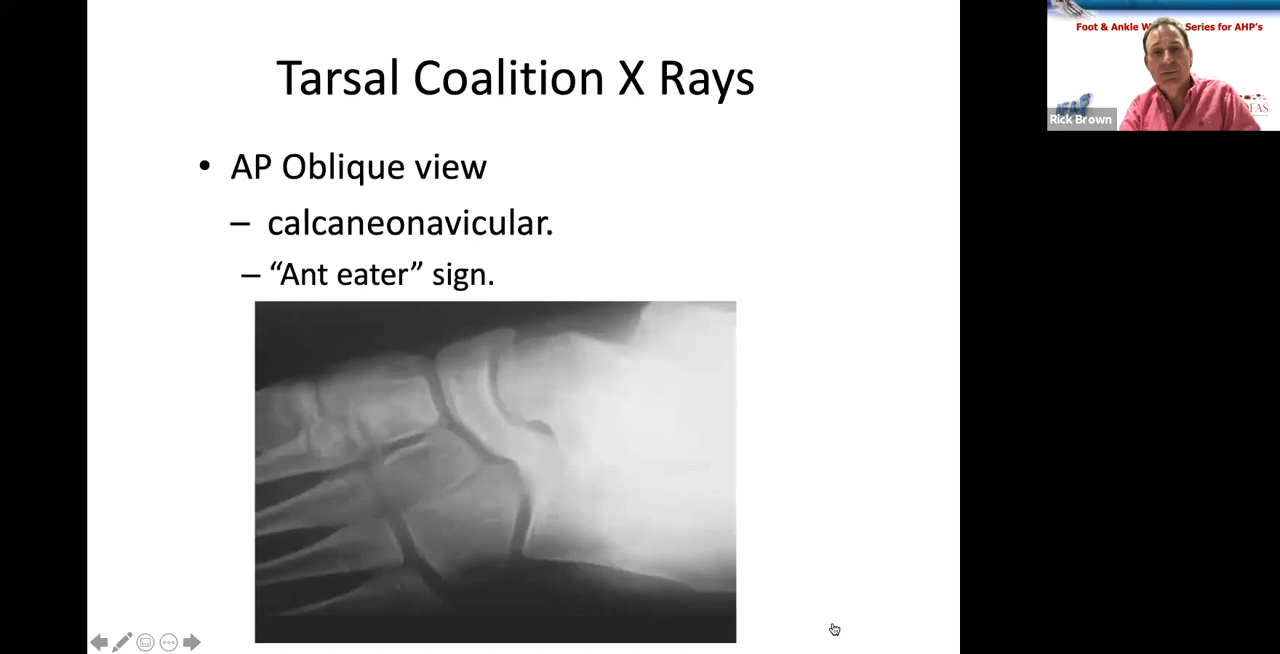 Tarsal Coalition X Rays
• AP Oblique view
– calcaneonavicular.
– “Ant eater” sign.
Foot & Ankle Series for AHP's
Rick Brown